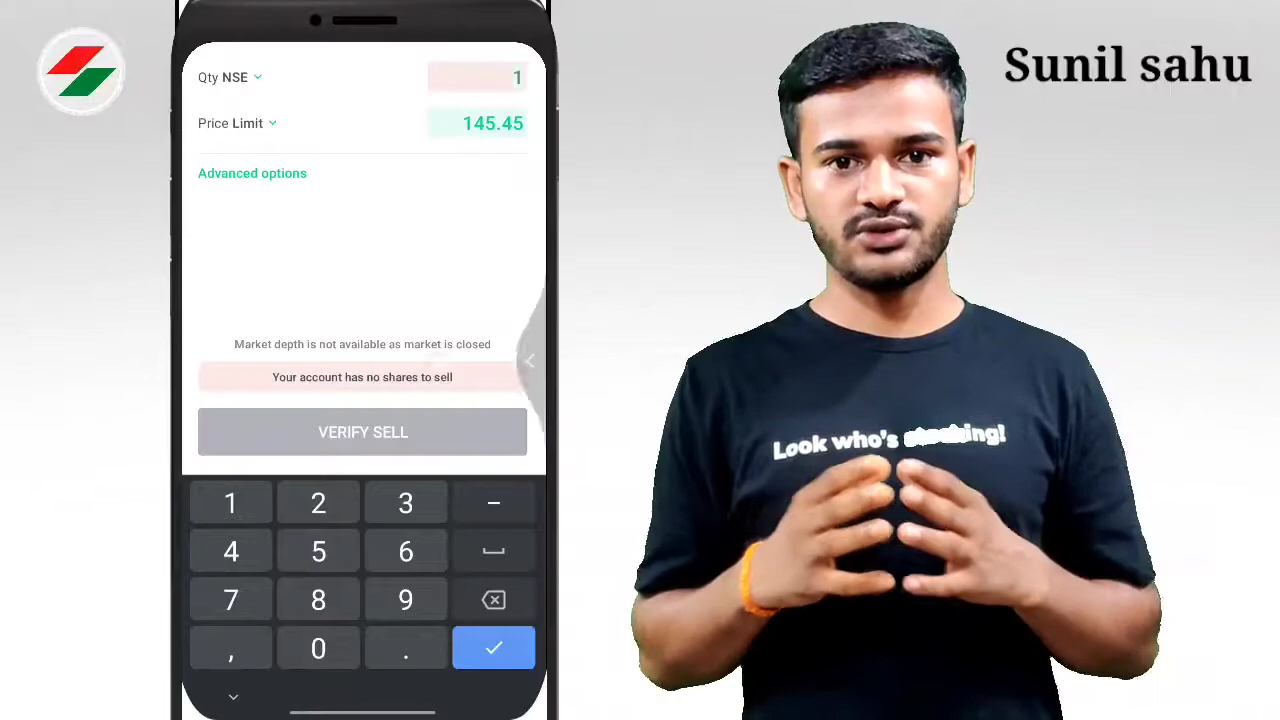 Qty NSE
1
Price Limit
145.45
Advanced options
Market depth is not available as market is closed
Your account has no shares to sell
VERIFY SELL
1 2 3 –
4 5 6
7 8 9
, 0 .
Sunil sahu
Look who's